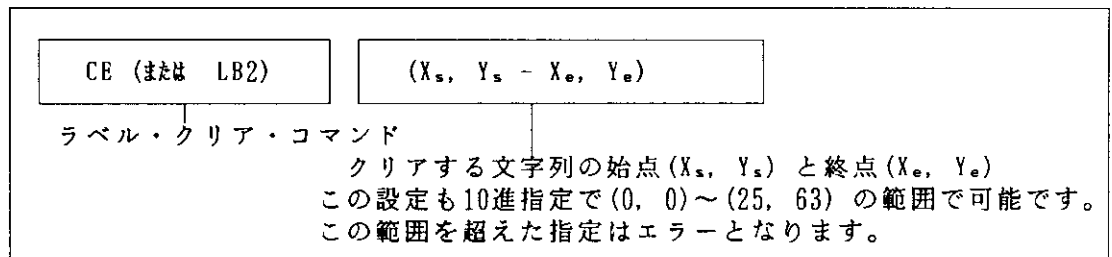 CE (または LB2) (Xs, Ys - Xe, Ye)
ラベル・クリア・コマンド
クリアする文字列の始点(Xs, Ys) と終点(Xe, Ye)
この設定も10進指定で(0, 0)～(25, 63) の範囲で可能です。
この範囲を超えた指定はエラーとなります。